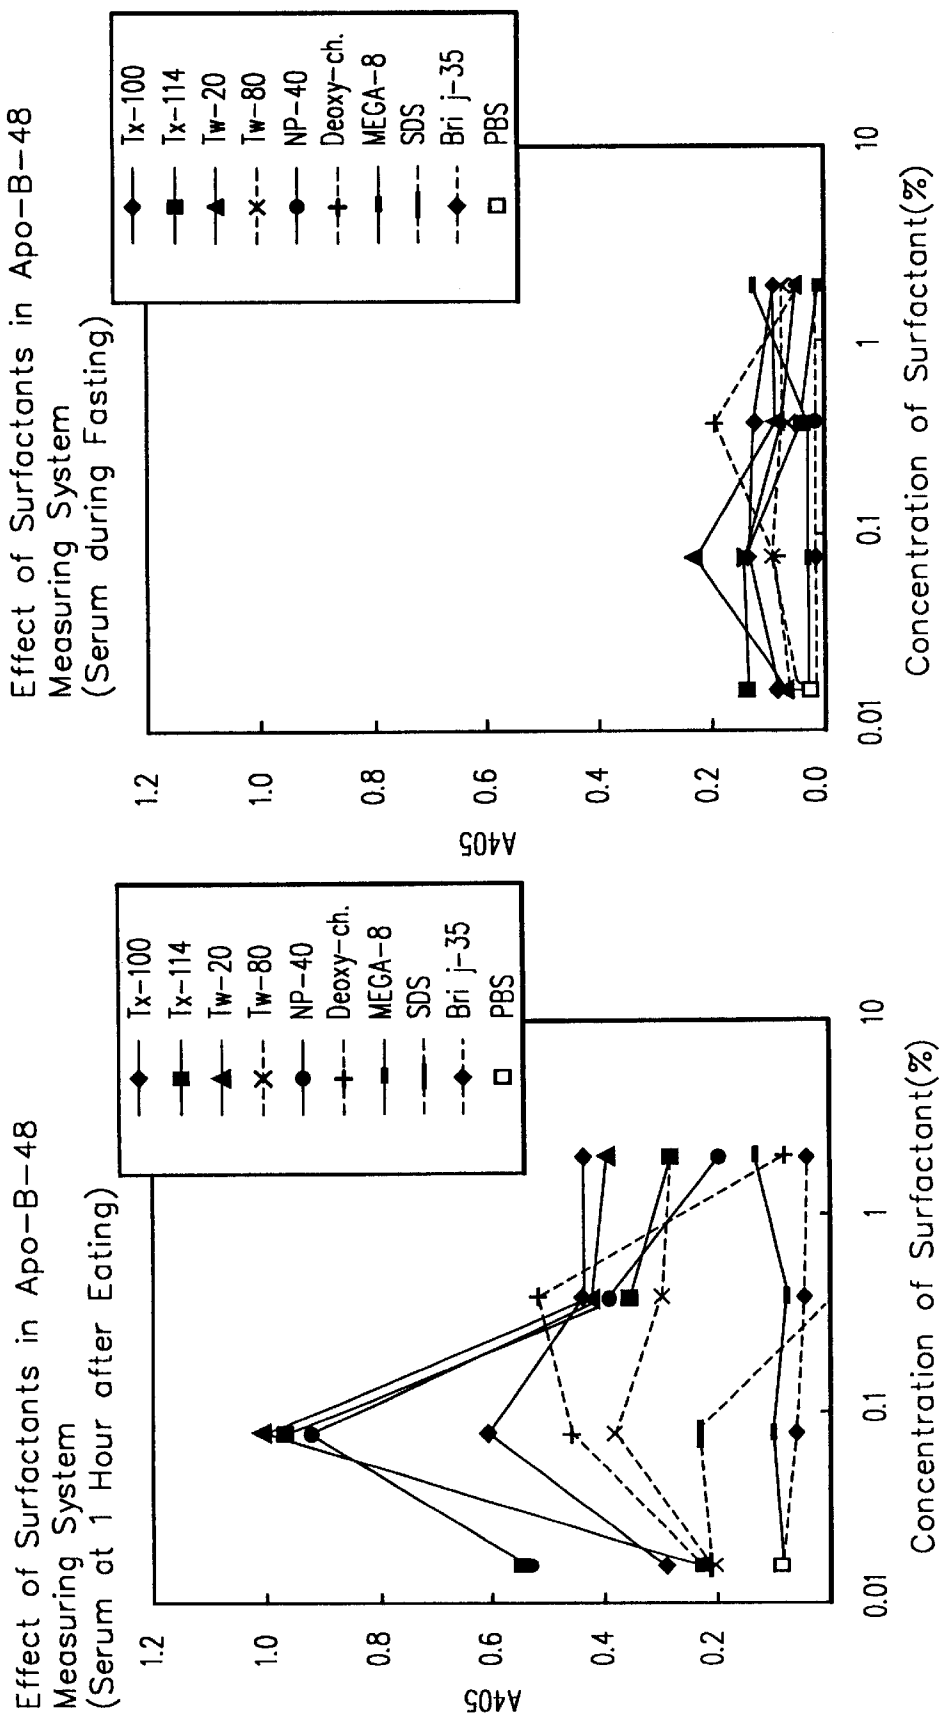 Effect of Surfactants in Apo-B-48
Measuring System
(Serum at 1 Hour after Eating)
Tx-100
Tx-114
Tw-20
Tw-80
NP-40
Deoxy-ch.
MEGA-8
SDS
Bri j-35
PBS
1.2
1.0
0.8
0.6
0.4
0.2
A405
0.01
0.1
1
10
Concentration of Surfactant(%)
Effect of Surfactants in Apo-B-48
Measuring System
(Serum during Fasting)
Tx-100
Tx-114
Tw-20
Tw-80
NP-40
Deoxy-ch.
MEGA-8
SDS
Bri j-35
PBS
1.2
1.0
0.8
0.6
0.4
0.2
0.0
A405
0.01
0.1
1
10
Concentration of Surfactant(%)